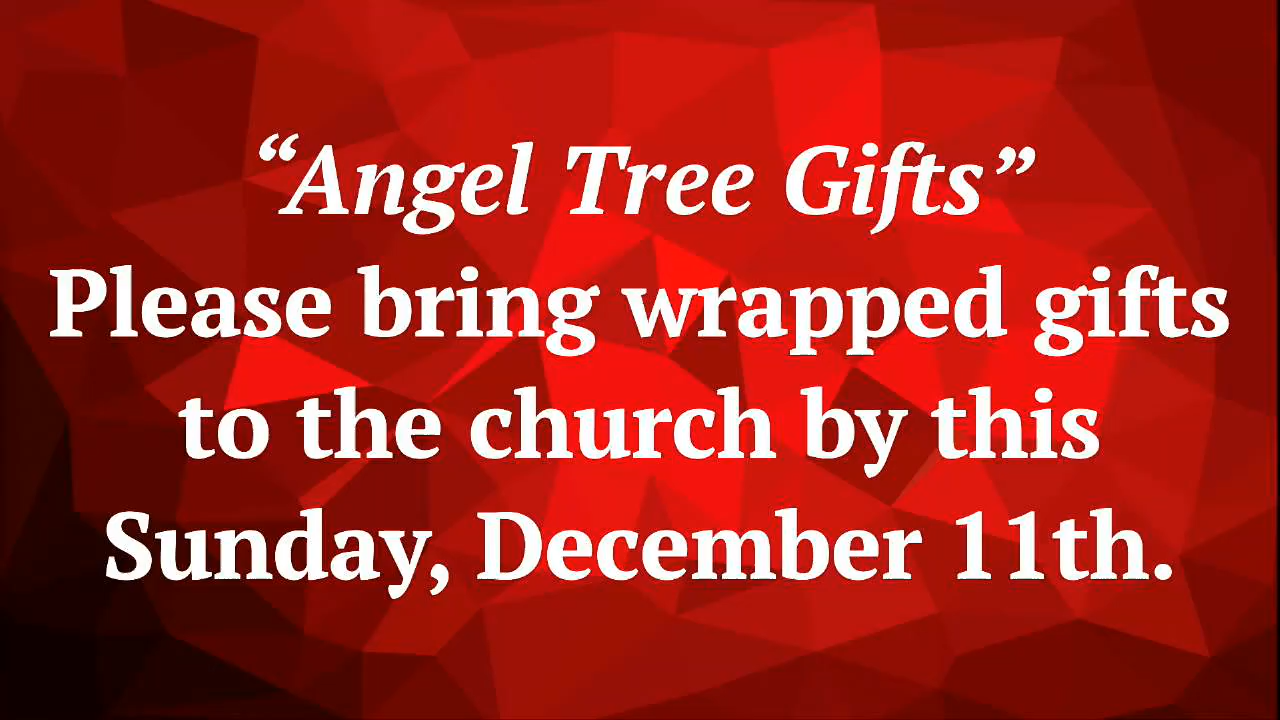 “Angel Tree Gifts”
Please bring wrapped gifts
to the church by this
Sunday, December 11th.